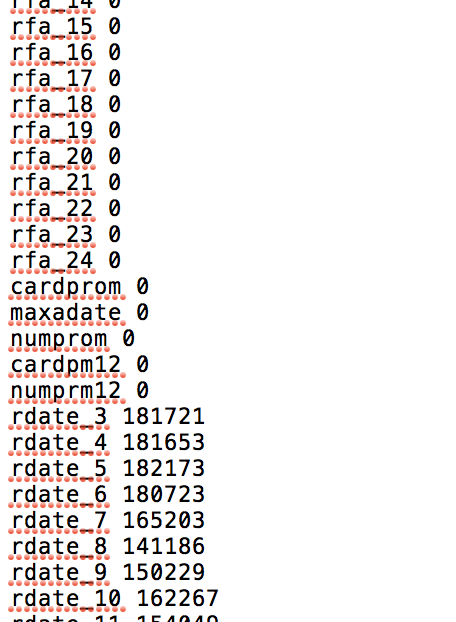 rfa_14 0
rfa_15 0
rfa_16 0
rfa_17 0
rfa_18 0
rfa_19 0
rfa_20 0
rfa_21 0
rfa_22 0
rfa_23 0
rfa_24 0
cardprom 0
maxadate 0
numprom 0
cardpm12 0
numprm12 0
rdate_3 181721
rdate_4 181653
rdate_5 182173
rdate_6 180723
rdate_7 165203
rdate_8 141186
rdate_9 150229
rdate_10 162267
rdate_11 154049